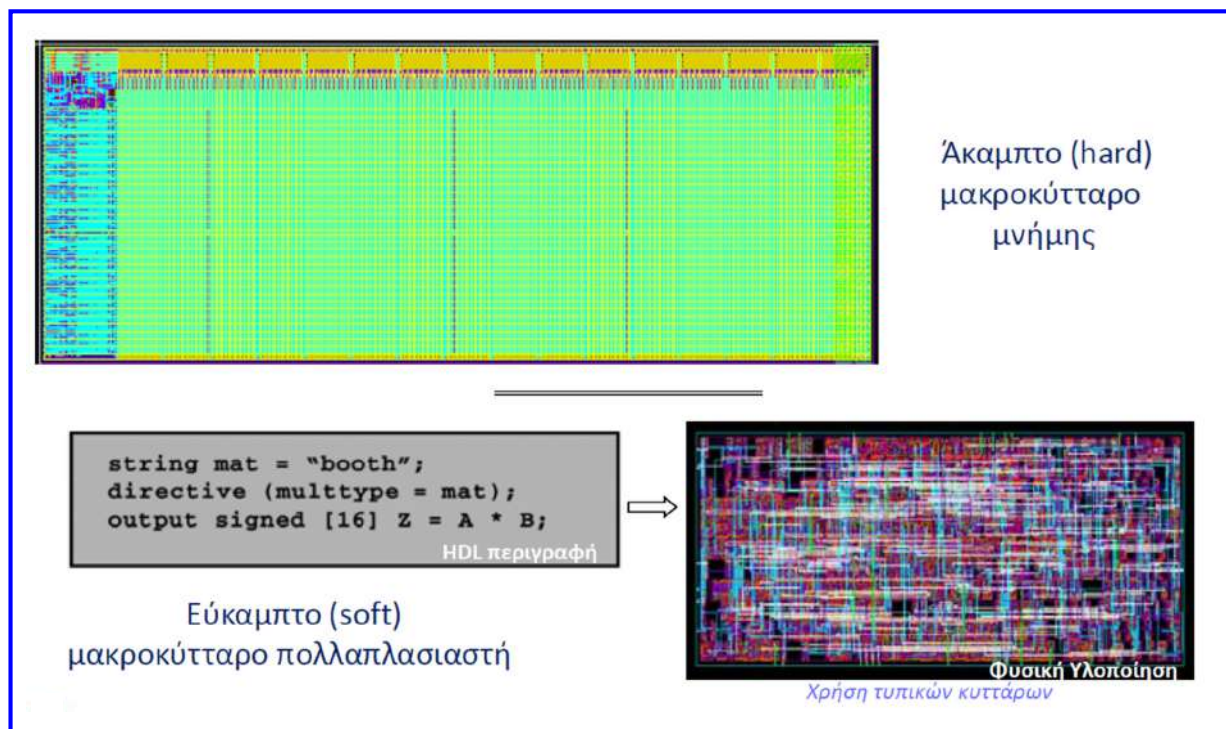 Άκαμπτο (hard)
μακροκύτταρο
μνήμης
string mat = “booth”;
directive (multtype = mat);
output signed [16] Z = A * B;
HDL περιγραφή
Εύκαμπτο (soft)
μακροκύτταρο πολλαπλασιαστή
Φυσική Υλοποίηση
Χρήση τυπικών κυττάρων